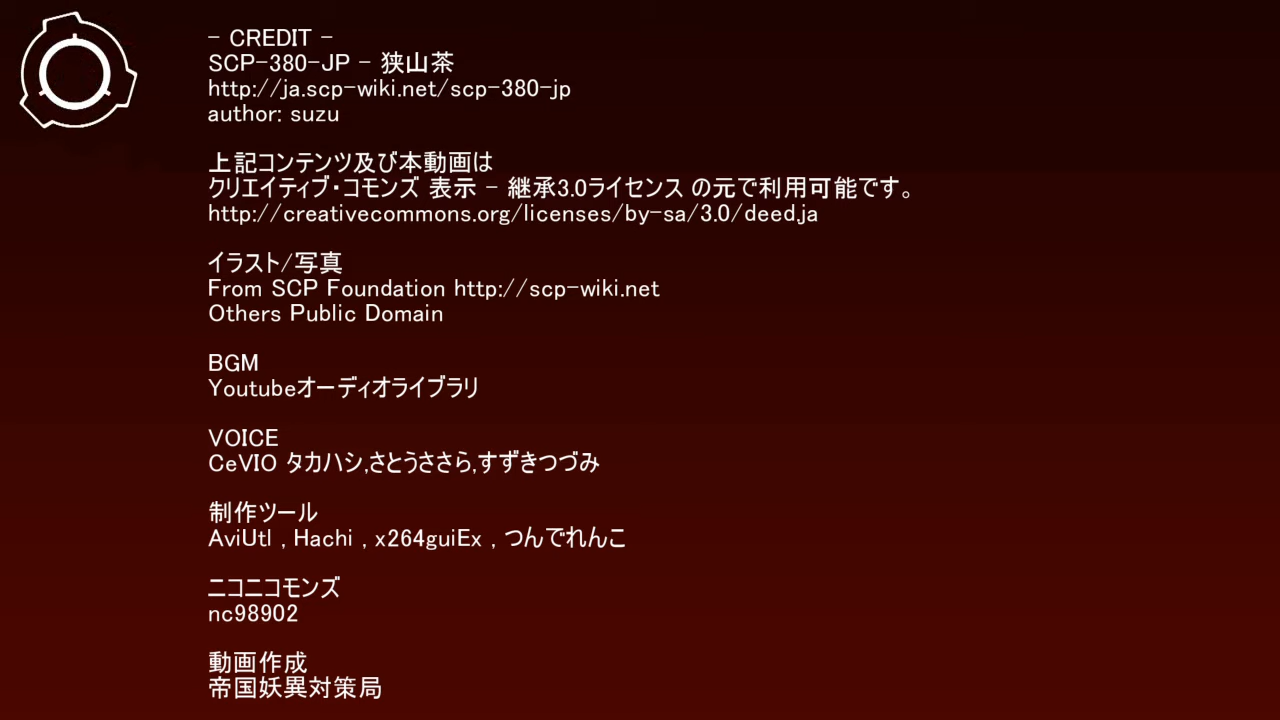 - CREDIT -
SCP-380-JP - 狭山茶
http://ja.scp-wiki.net/scp-380-jp
author: suzu
上記コンテンツ及び本動画は
クリエイティブ・コモンズ 表示 - 継承3.0ライセンス の元で利用可能です。
http://creativecommons.org/licenses/by-sa/3.0/deed.ja
イラスト/写真
From SCP Foundation http://scp-wiki.net
Others Public Domain
BGM
Youtubeオーディオライブラリ
VOICE
CeVIO タカハシ,さとうささら,すずきつづみ
制作ツール
AviUtl , Hachi , x264guiEx , つんでれんこ
ニコニコモンズ
nc98902
動画作成
帝国妖異対策局